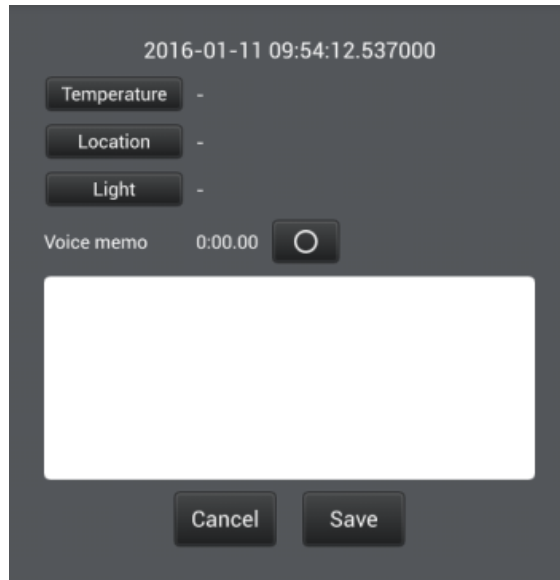 2016-01-11 09:54:12.537000
Temperature -
Location -
Light -
Voice memo 0:00.00
Cancel Save